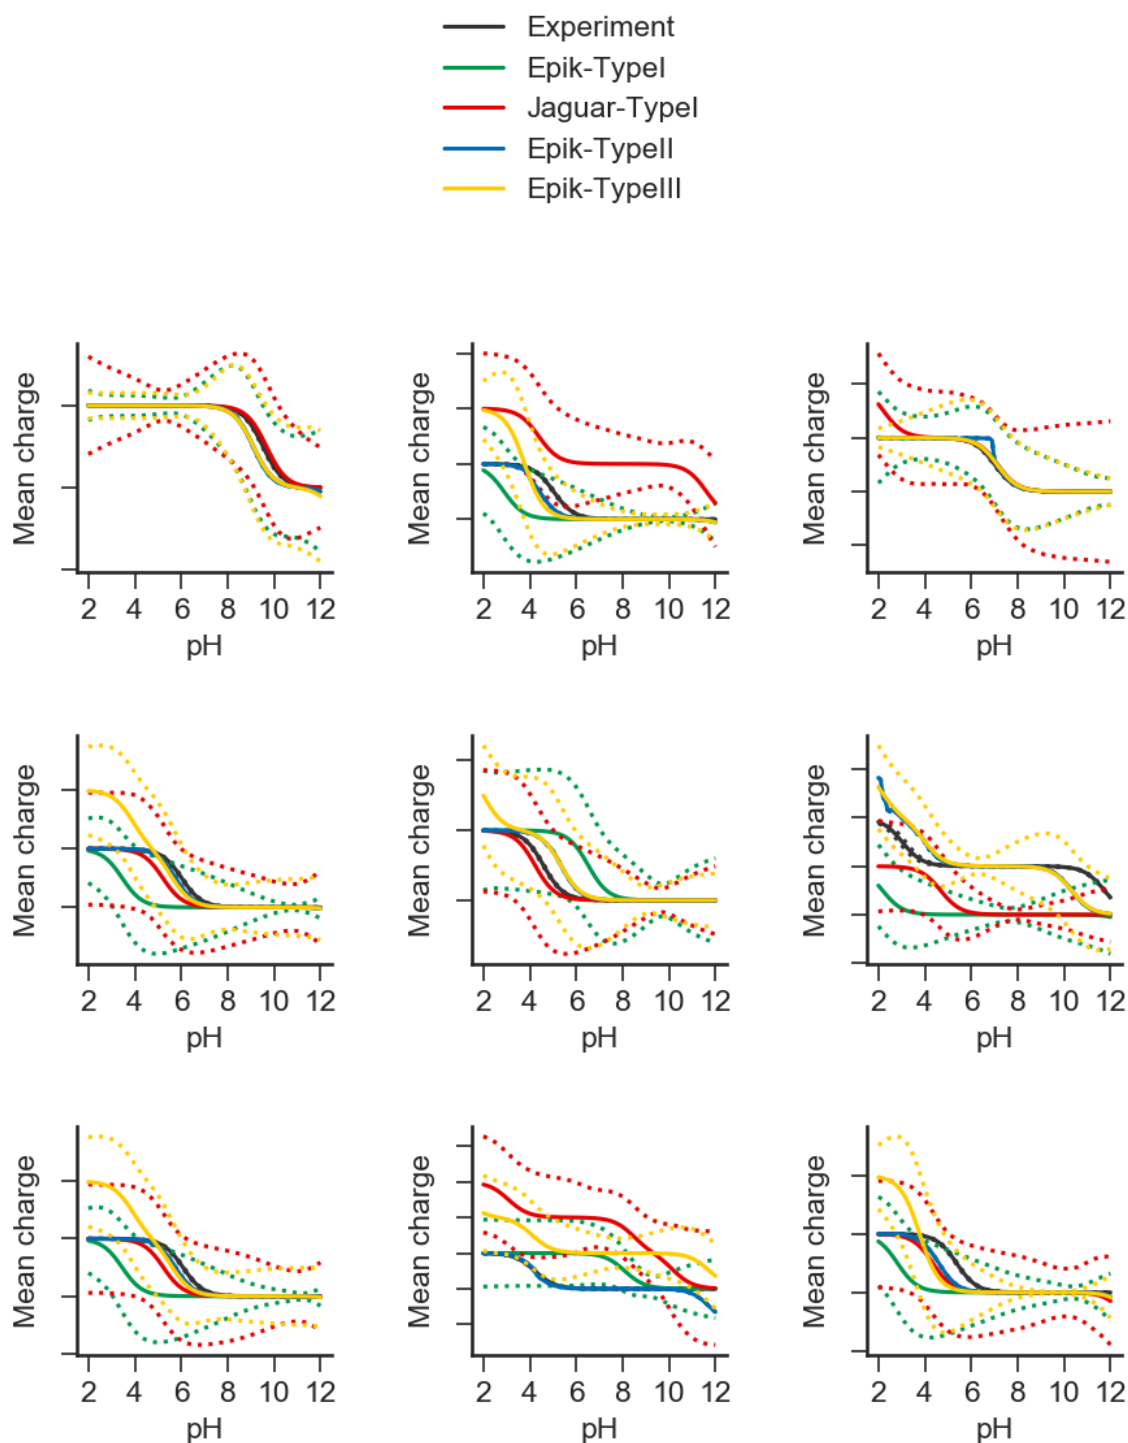 Experiment
Epik-TypeI
Jaguar-TypeI
Epik-TypeII
Epik-TypeIII
Mean charge Mean charge Mean charge
2 4 6 8 10 12 2 4 6 8 10 12 2 4 6 8 10 12
pH pH pH
Mean charge Mean charge Mean charge
2 4 6 8 10 12 2 4 6 8 10 12 2 4 6 8 10 12
pH pH pH
Mean charge Mean charge Mean charge
2 4 6 8 10 12 2 4 6 8 10 12 2 4 6 8 10 12
pH pH pH